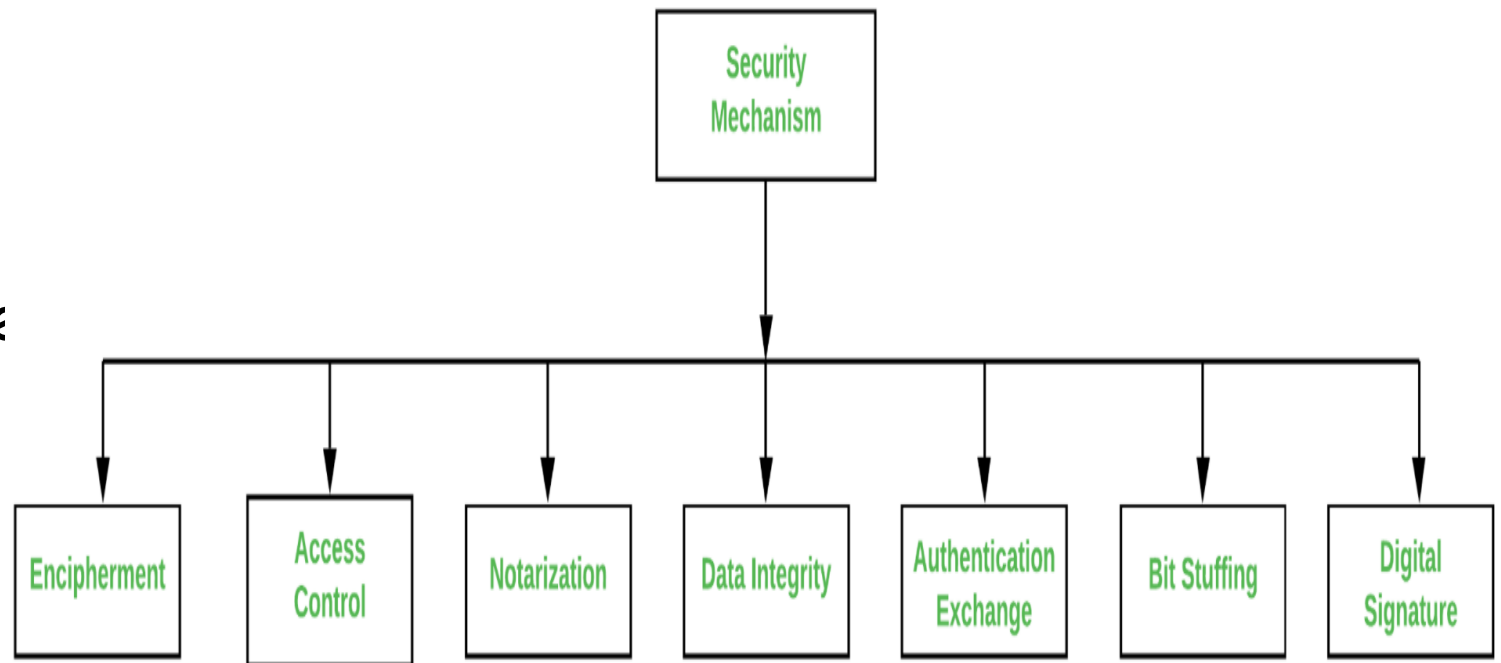 Security
Mechanism
Encipherment
Access
Control
Notarization
Data Integrity
Authentication
Exchange
Bit Stuffing
Digital
Signature